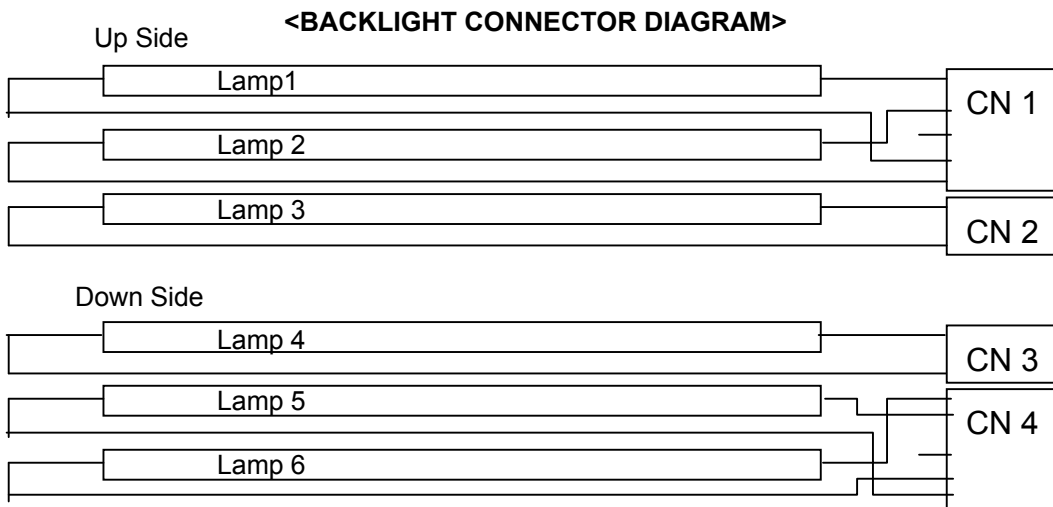 <BACKLIGHT CONNECTOR DIAGRAM>
Up Side
Lamp1
CN 1
Lamp 2
Lamp 3
CN 2
Down Side
Lamp 4
CN 3
Lamp 5
CN 4
Lamp 6